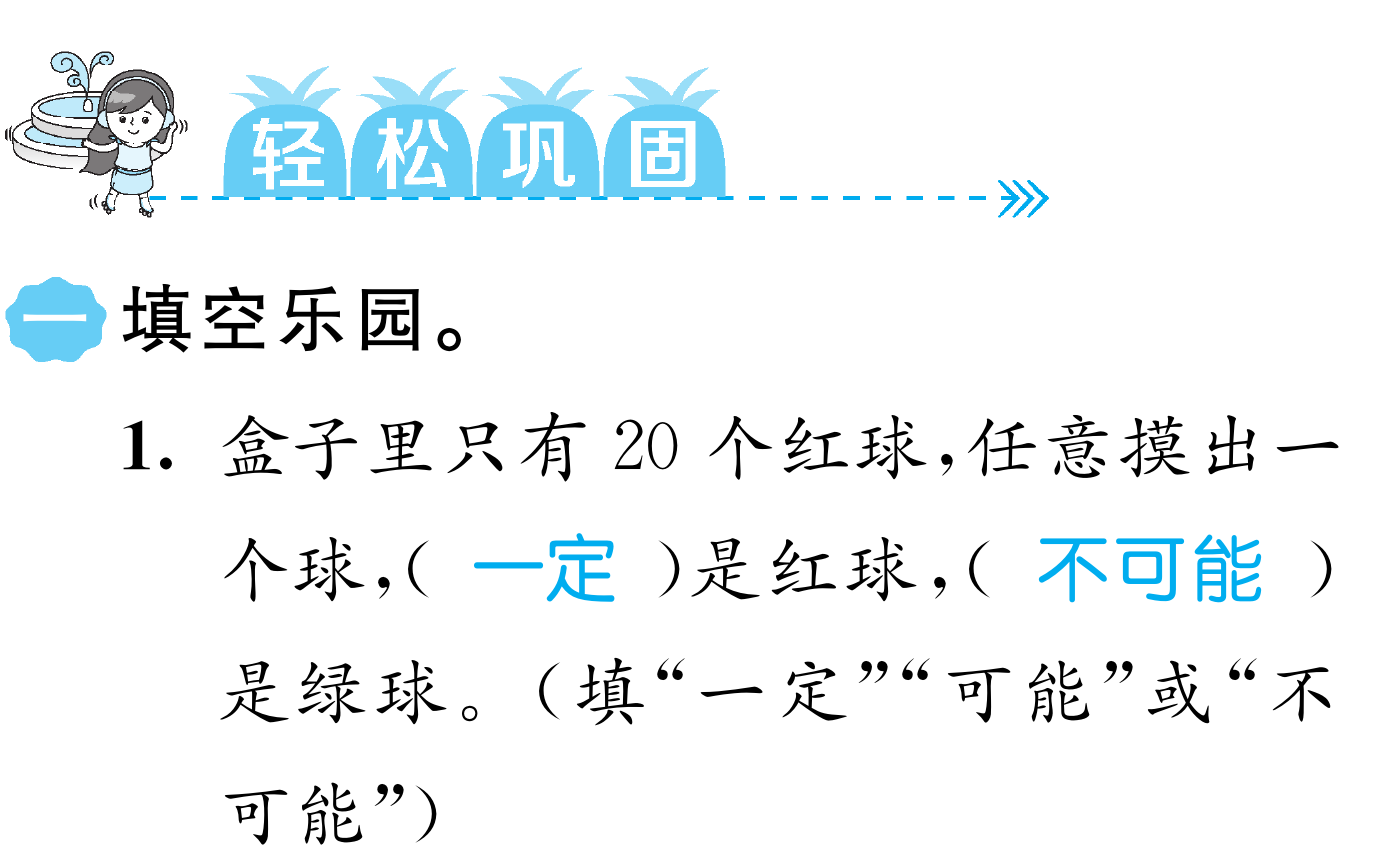 轻松巩固
一 填空乐园。
1. 盒子里只有 20 个红球,任意摸出一
个球,( 一定 )是红球,( 不可能 )
是绿球。(填“一定”“可能”或“不
可能”)